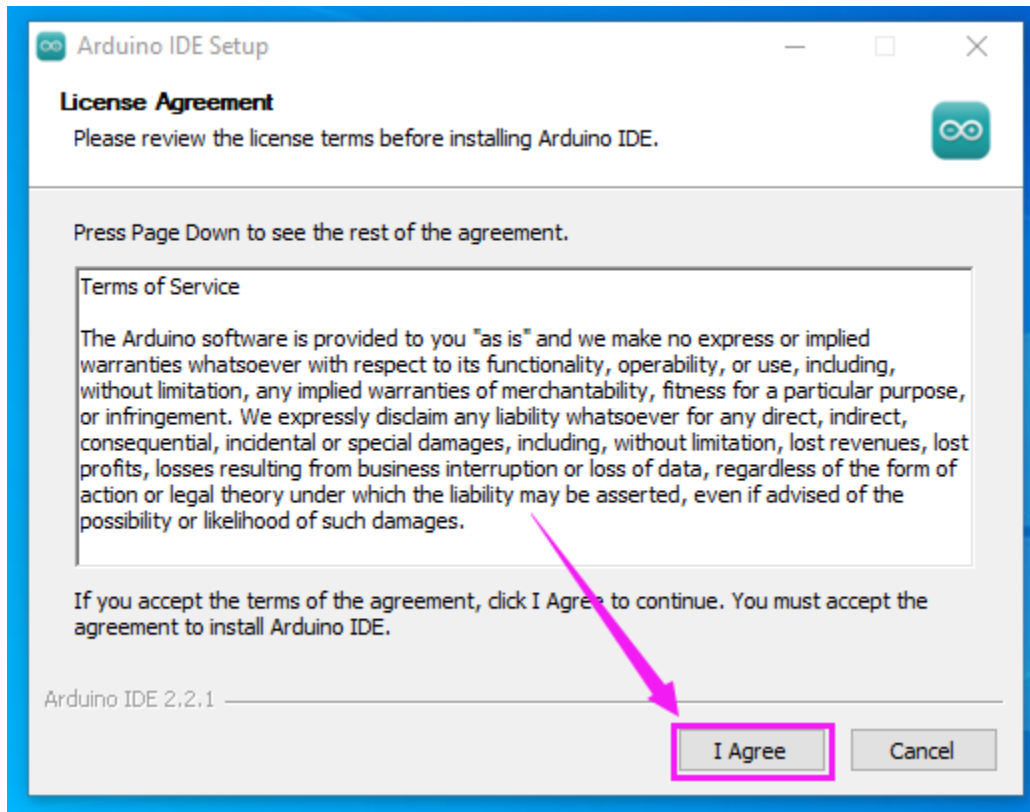 Arduino IDE Setup
License Agreement
Please review the license terms before installing Arduino IDE.
Press Page Down to see the rest of the agreement.
Terms of Service
The Arduino software is provided to you "as is" and we make no express or implied
warranties whatsoever with respect to its functionality, operability, or use, including,
without limitation, any implied warranties of merchantability, fitness for a particular purpose,
or infringement. We expressly disclaim any liability whatsoever for any direct, indirect,
consequential, incidental or special damages, including, without limitation, lost revenues, lost
profits, losses resulting from business interruption or loss of data, regardless of the form of
action or legal theory under which the liability may be asserted, even if advised of the
possibility or likelihood of such damages.
If you accept the terms of the agreement, click I Agree to continue. You must accept the
agreement to install Arduino IDE.
Arduino IDE 2.2.1
I Agree
Cancel